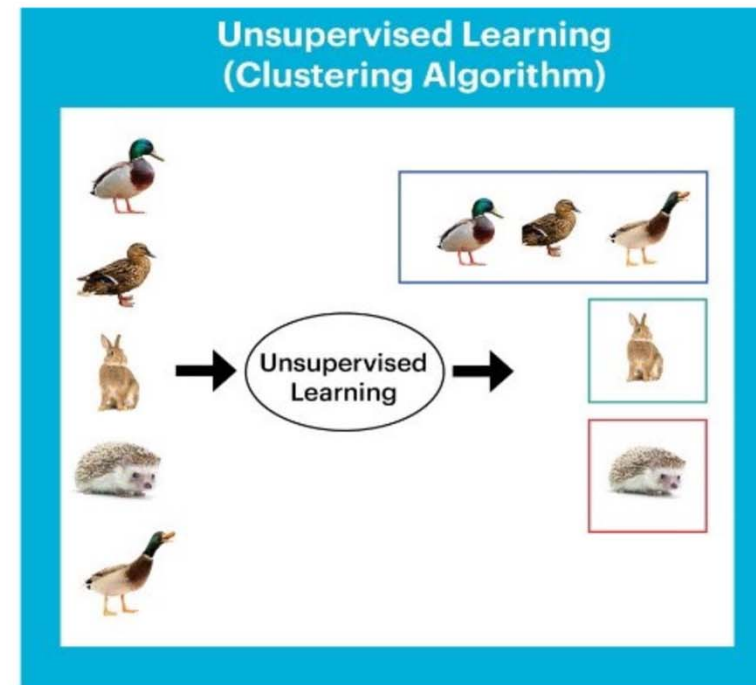 Unsupervised Learning
(Clustering Algorithm)
Unsupervised
Learning